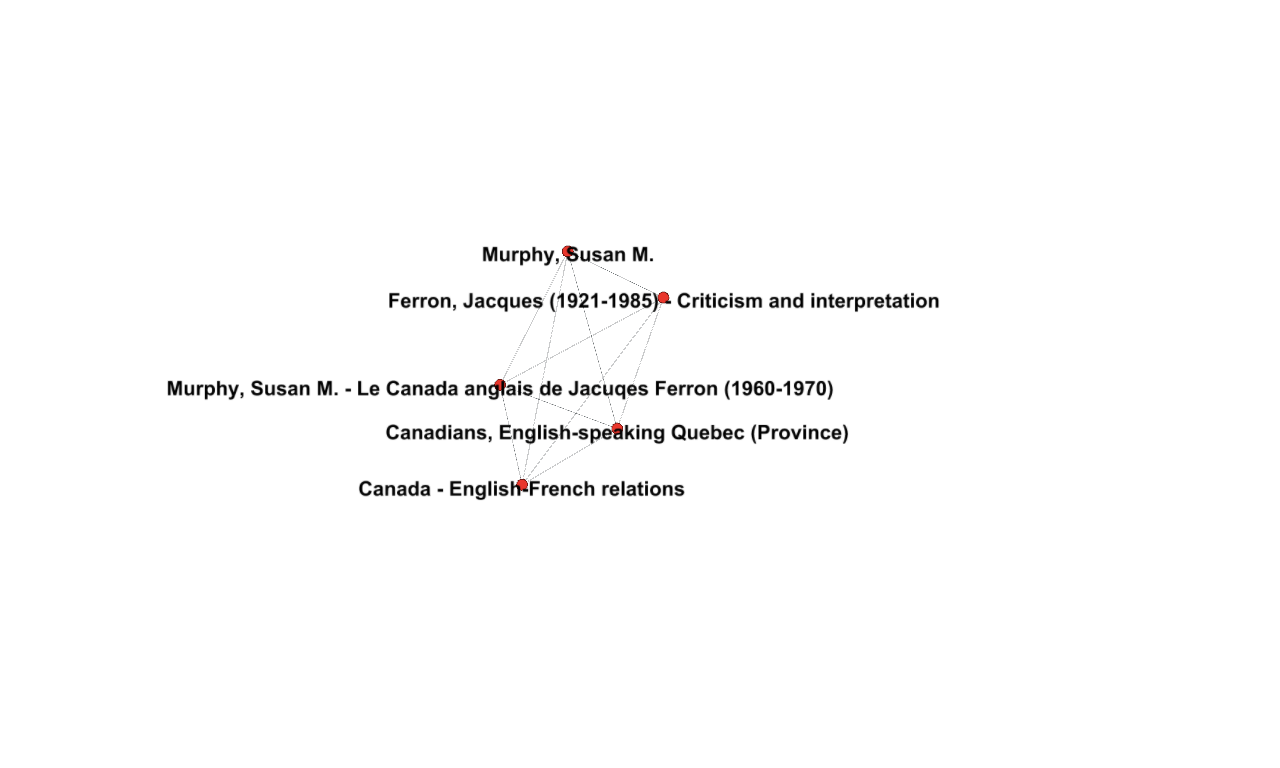 Murphy, Susan M.
Ferron, Jacques (1921-1985) - Criticism and interpretation
Murphy, Susan M. - Le Canada anglais de Jacuqes Ferron (1960-1970)
Canadians, English-speaking Quebec (Province)
Canada - English-French relations